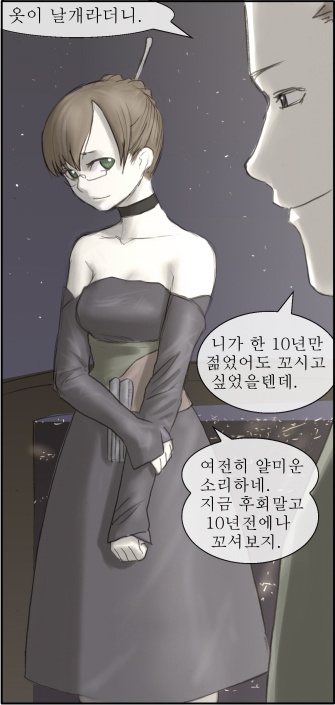 옷이 날개라더니.
니가 한 10년만
젊었어도 꼬시고
싶었을텐데.
여전히 얄미운
소리하네.
지금 후회말고
10년전에나
꼬셔보지.